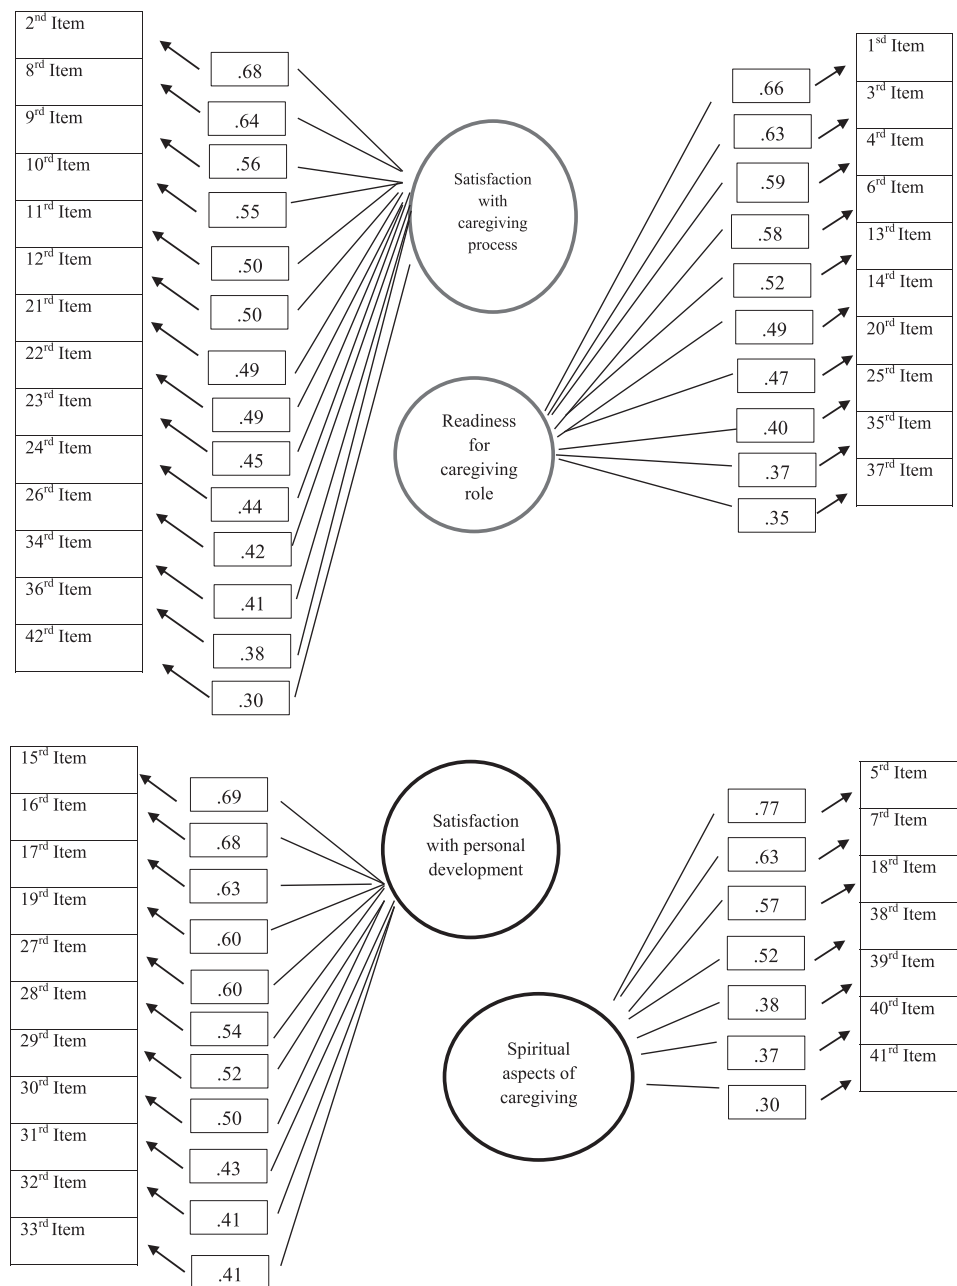 2nd Item
8rd Item
9rd Item
10rd Item
11rd Item
12rd Item
21rd Item
22rd Item
23rd Item
24rd Item
26rd Item
34rd Item
36rd Item
42rd Item
.68
.64
.56
.55
.50
.50
.49
.49
.45
.44
.42
.41
.38
.30
Satisfaction
with
caregiving
process
Readiness
for
caregiving
role
.66
.63
.59
.58
.52
.49
.47
.40
.37
.35
1sd Item
3rd Item
4rd Item
6rd Item
13rd Item
14rd Item
20rd Item
25rd Item
35rd Item
37rd Item
15rd Item
16rd Item
17rd Item
19rd Item
27rd Item
28rd Item
29rd Item
30rd Item
31rd Item
32rd Item
33rd Item
.69
.68
.63
.60
.60
.54
.52
.50
.43
.41
.41
Satisfaction
with personal
development
Spiritual
aspects of
caregiving
.77
.63
.57
.52
.38
.37
.30
5rd Item
7rd Item
18rd Item
38rd Item
39rd Item
40rd Item
41rd Item